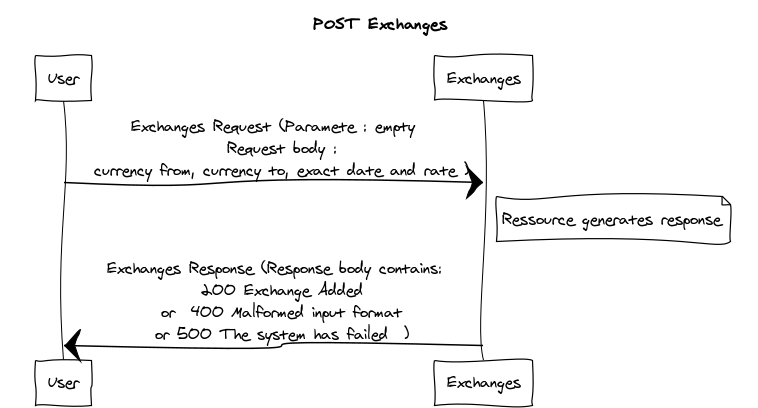 POST Exchanges
User
Exchanges
Exchanges Request (Paramete : empty
Request body :
currency from, currency to, exact date and rate )
Ressource generates response
Exchanges Response (Response body contains:
200 Exchange Added
or 400 Malformed input format
or 500 The system has failed )
User
Exchanges